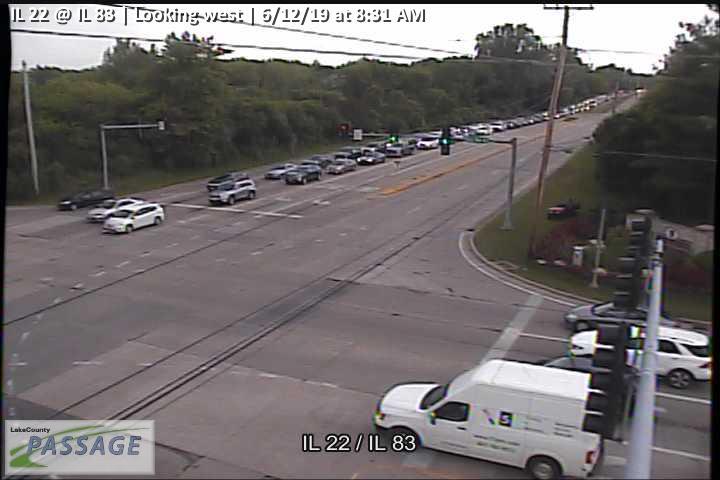 IL 22 @ IL 83 | Looking west | 6/12/19 at 8:31 AM
5
IL 22 / IL 83
LakeCounty
PASSAGE